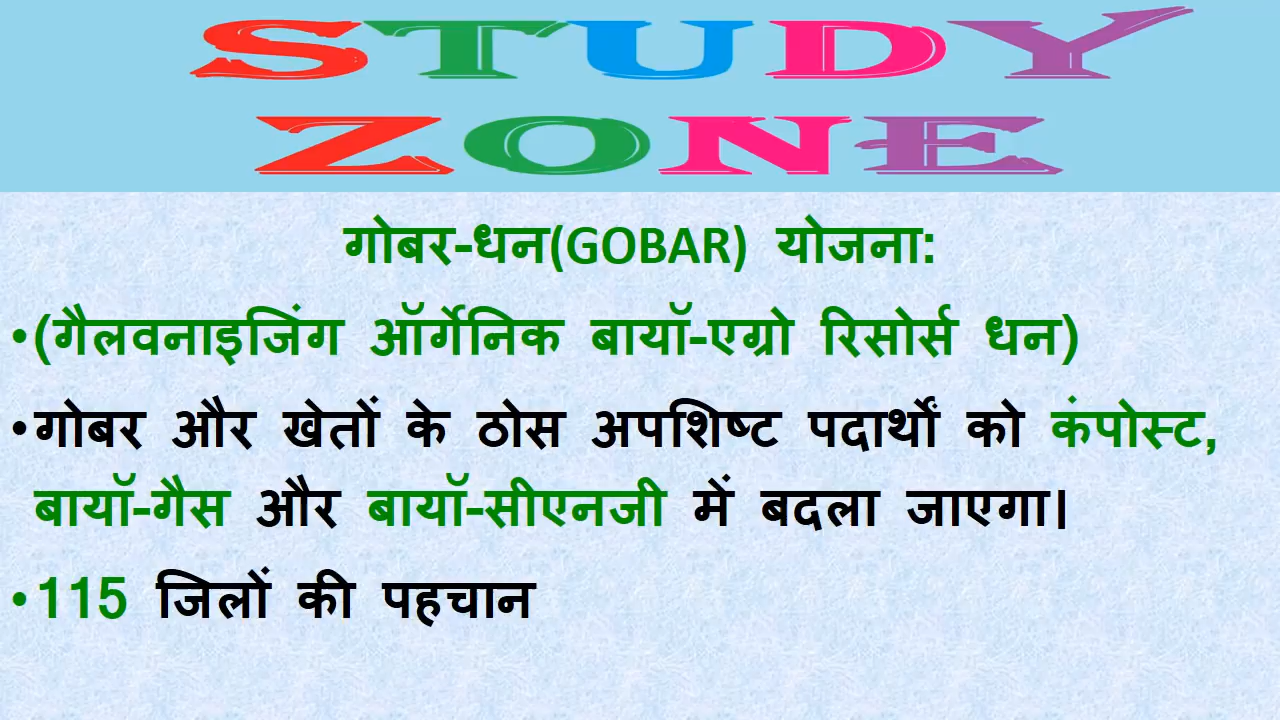 STUDY
ZONE
गोबर-धन(GOBAR) योजना:
•(गैलवनाइजिंग ऑर्गेनिक बायॉ-एग्रो रिसोर्स धन)
•गोबर और खेतों के ठोस अपशिष्ट पदार्थों को कंपोस्ट,
बायॉ-गैस और बायॉ-सीएनजी में बदला जाएगा।
•115 जिलों की पहचान